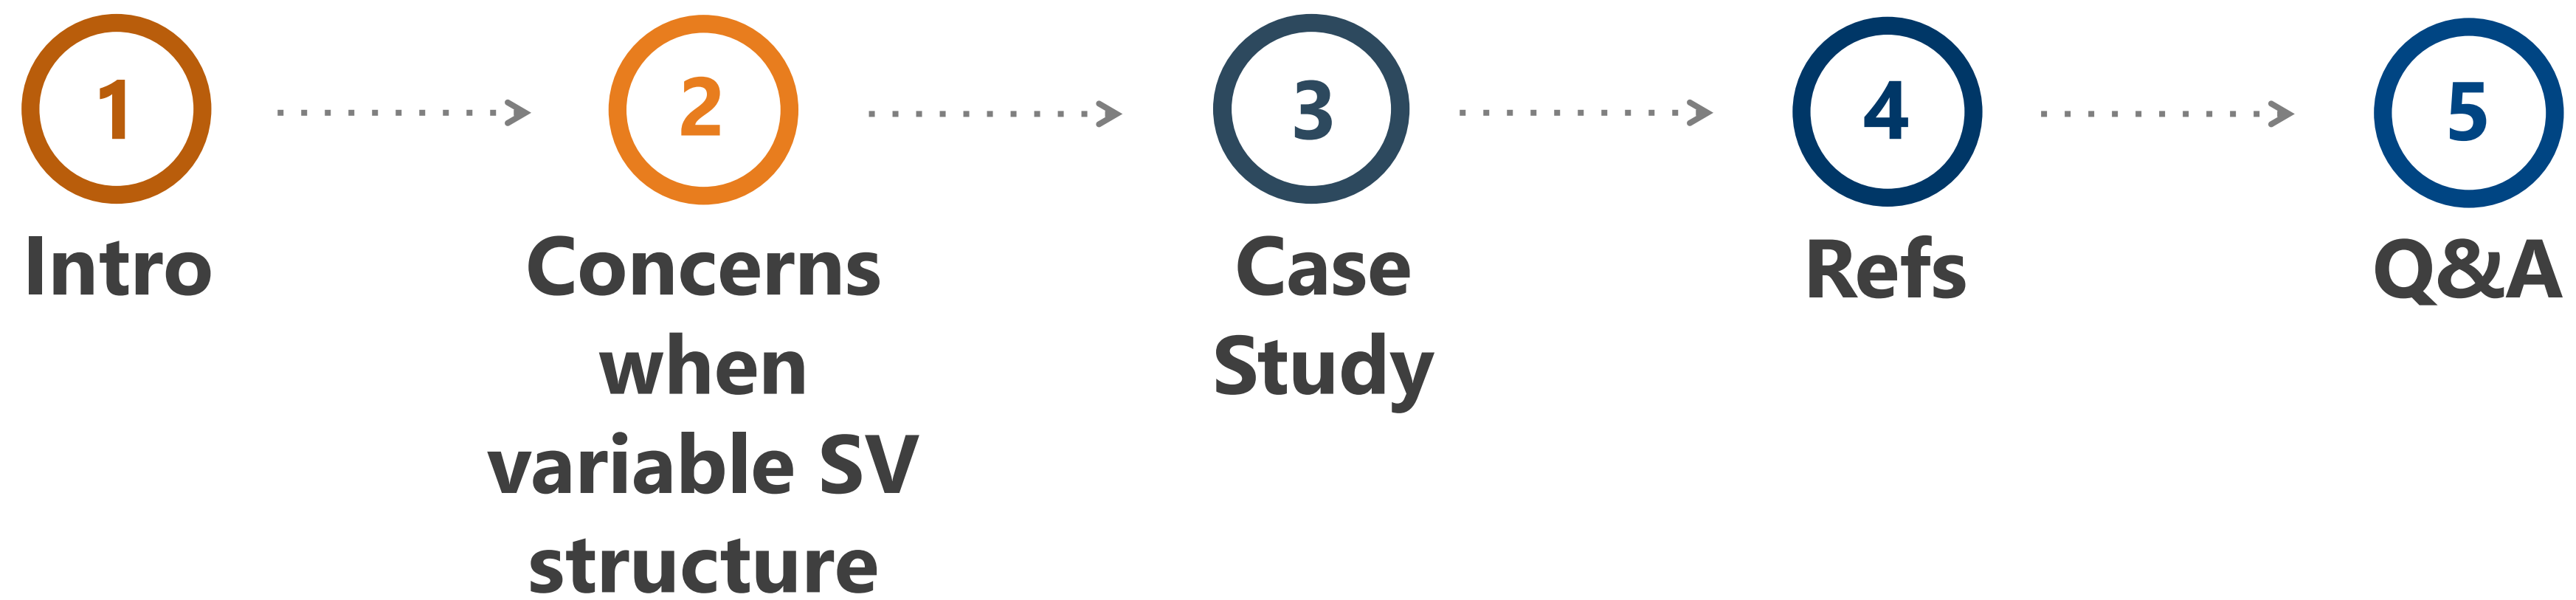 1
Intro
2
Concerns
when
variable SV
structure
3
Case
Study
4
Refs
5
Q&A